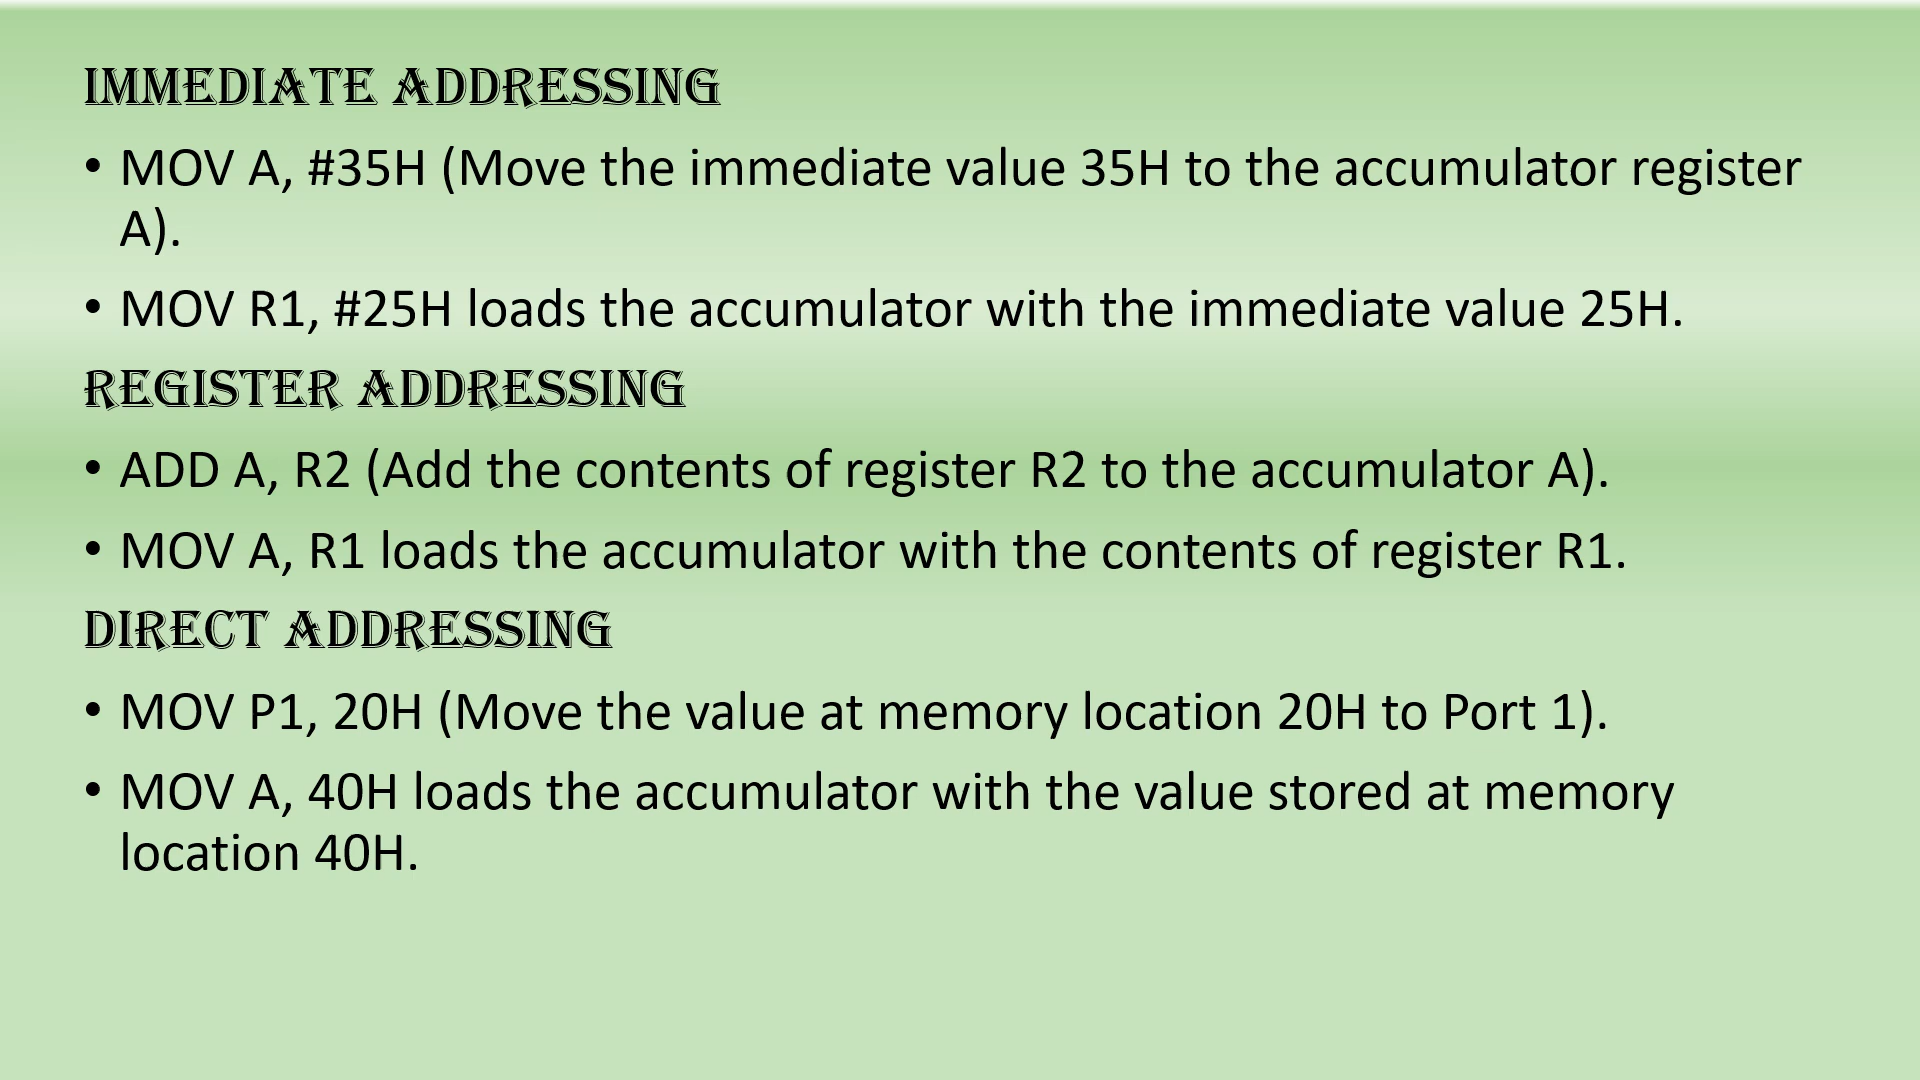 IMMEDIATE ADDRESSING
• MOV A, #35H (Move the immediate value 35H to the accumulator register
A).
• MOV R1, #25H loads the accumulator with the immediate value 25H.
REGISTER ADDRESSING
• ADD A, R2 (Add the contents of register R2 to the accumulator A).
• MOV A, R1 loads the accumulator with the contents of register R1.
DIRECT ADDRESSING
• MOV P1, 20H (Move the value at memory location 20H to Port 1).
• MOV A, 40H loads the accumulator with the value stored at memory
location 40H.